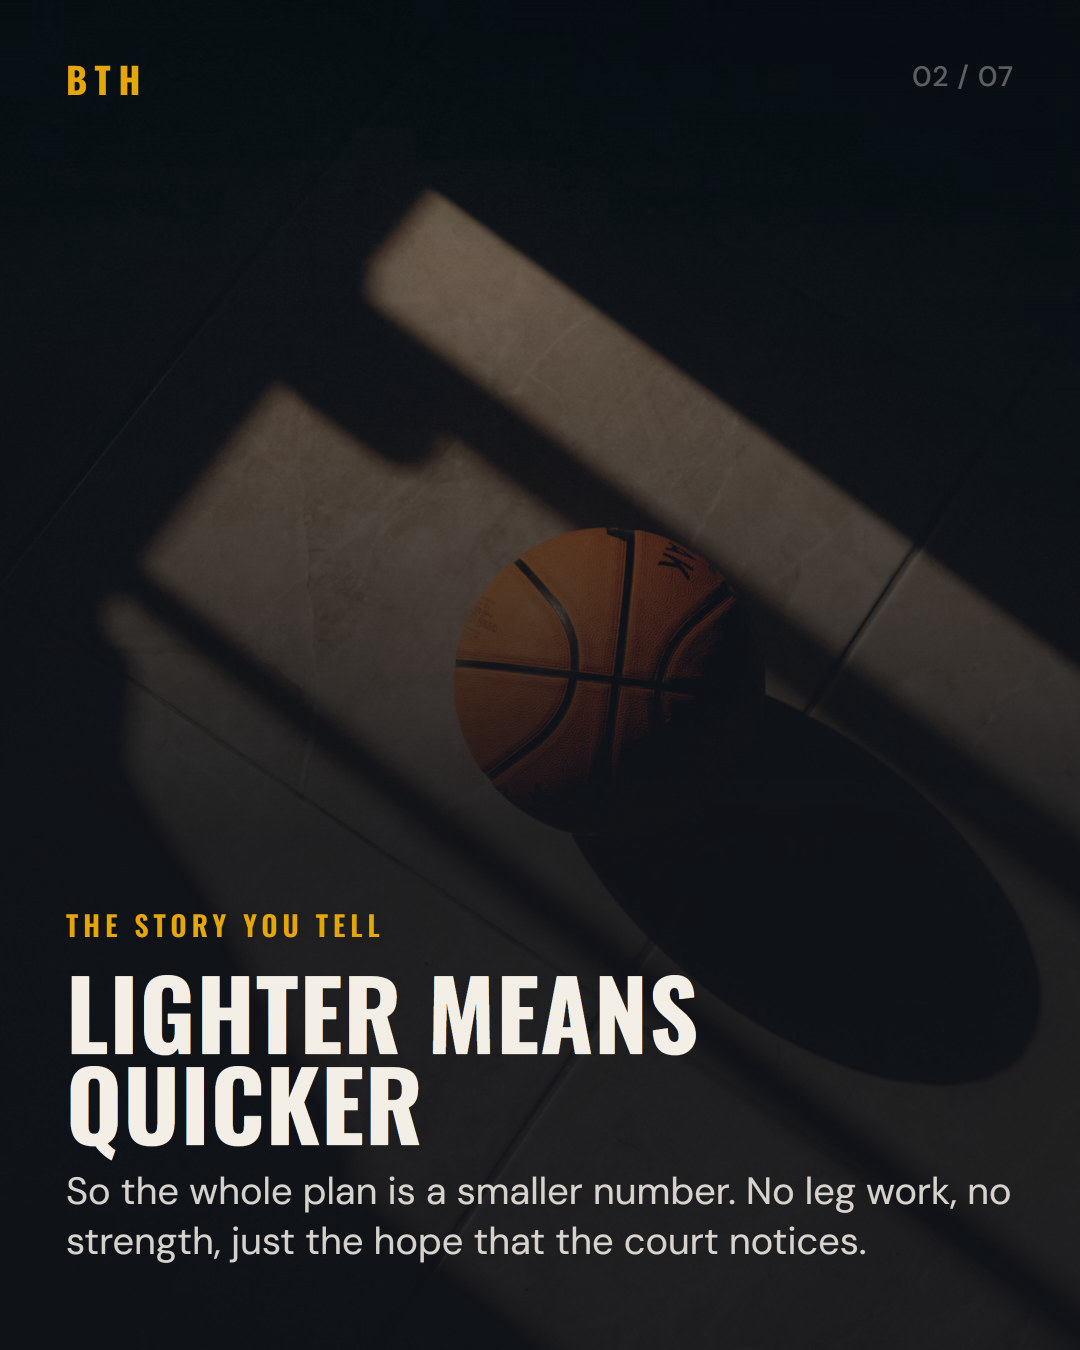 BTH
02 / 07
THE STORY YOU TELL
LIGHTER MEANS
QUICKER
So the whole plan is a smaller number. No leg work, no
strength, just the hope that the court notices.